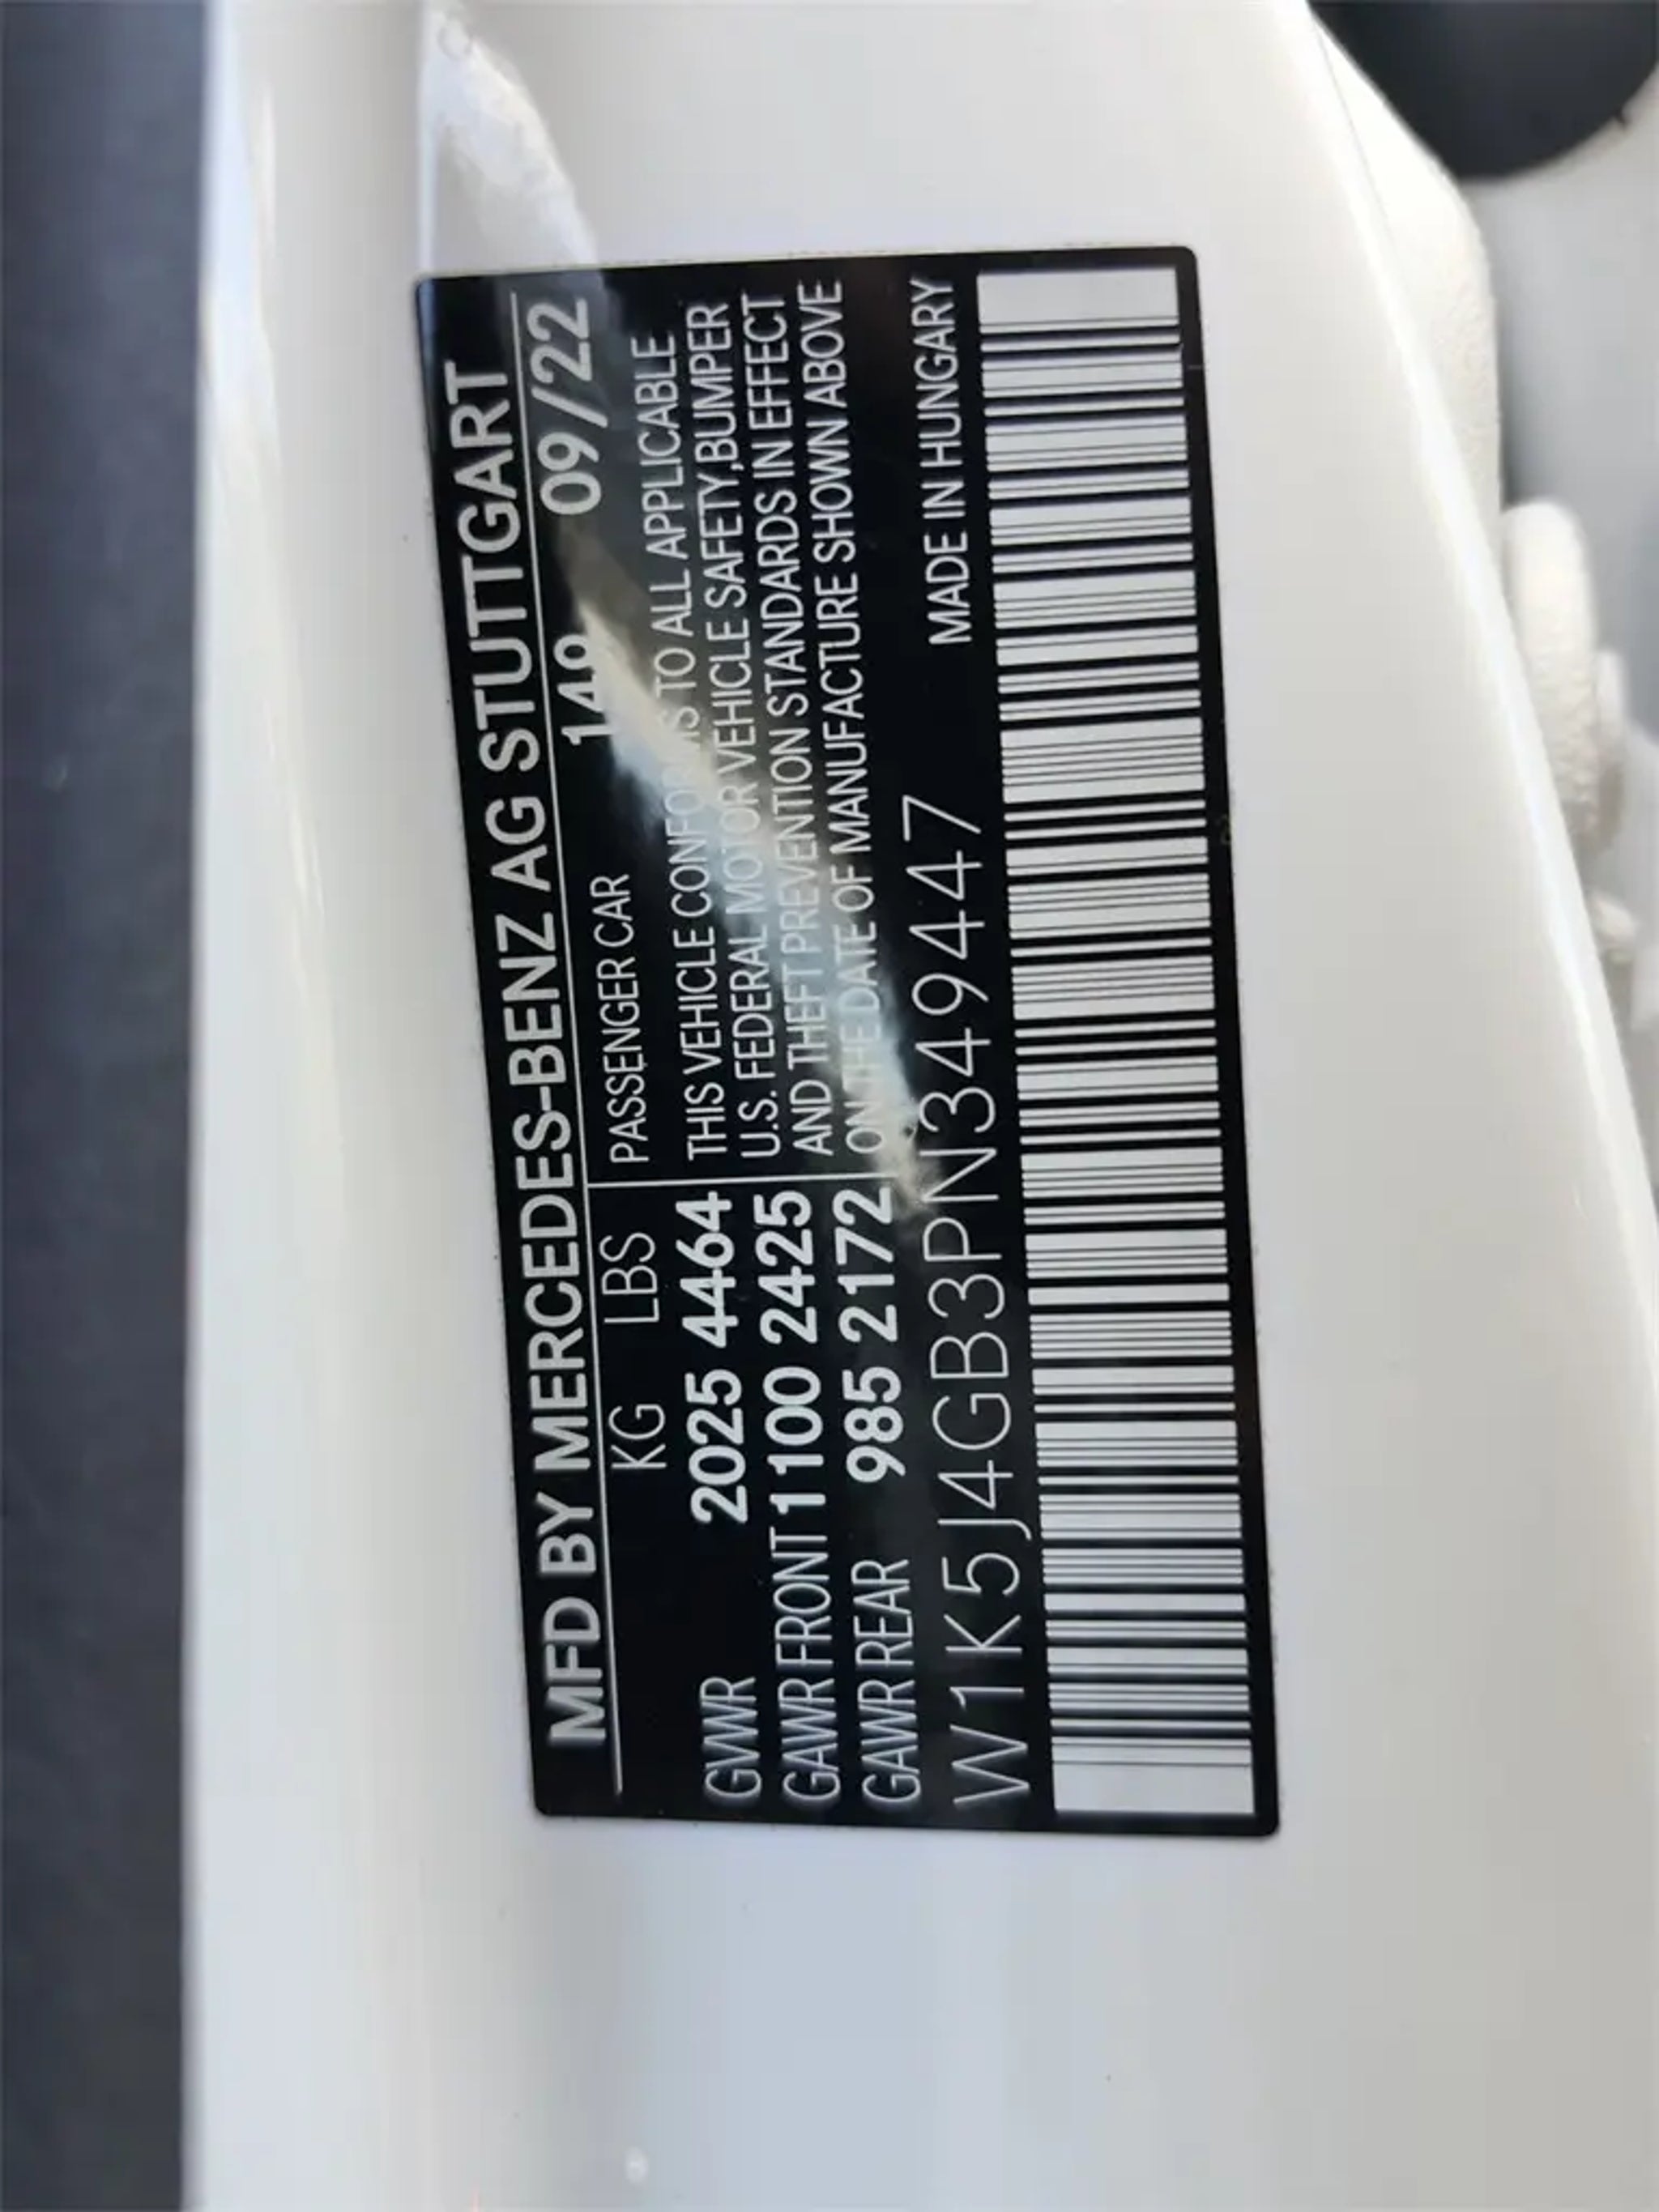 MFD BY MERCEDES-BENZ AG STUTTGART
KG LBS PASSENGER CAR 09/22
GVWR 2025 4464
GAWR FRONT 1100 2425
GAWR REAR 985 2172
THIS VEHICLE CONFORMS TO ALL APPLICABLE
U.S. FEDERAL MOTOR VEHICLE SAFETY,BUMPER
AND THEFT PREVENTION STANDARDS IN EFFECT
ON THE DATE OF MANUFACTURE SHOWN ABOVE
W1K5J4GB3PN349447 MADE IN HUNGARY